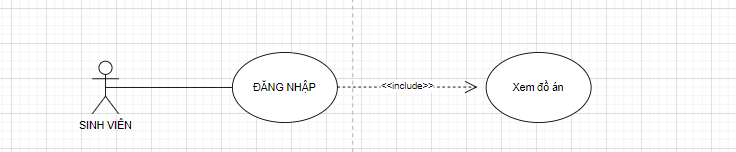 ĐĂNG NHẬP
<<include>>
Xem đồ án
SINH VIÊN